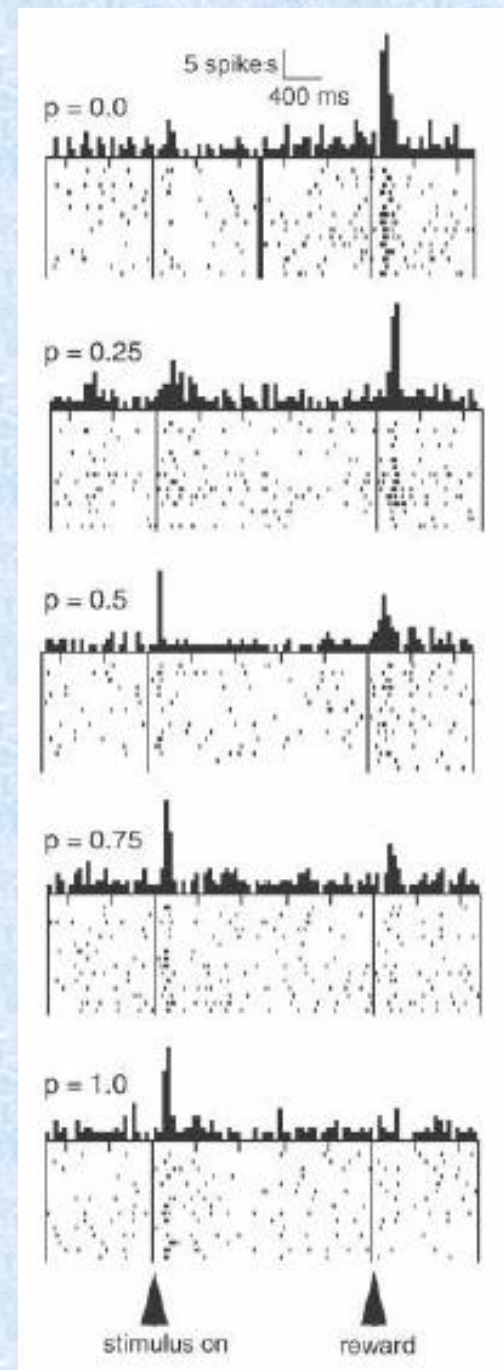 5 spikes
400 ms
p = 0.0
p = 0.25
p = 0.5
p = 0.75
p = 1.0
stimulus on
reward